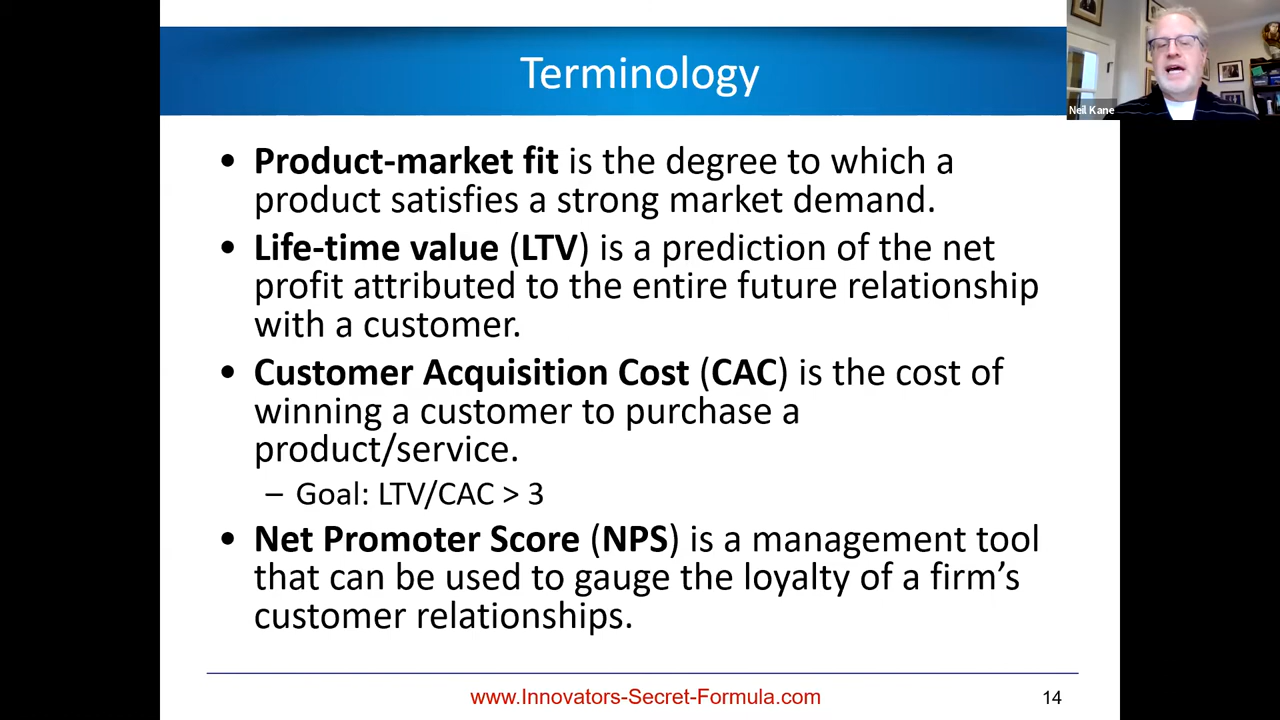 Terminology
Neil Kane
• Product-market fit is the degree to which a
product satisfies a strong market demand.
• Life-time value (LTV) is a prediction of the net
profit attributed to the entire future relationship
with a customer.
• Customer Acquisition Cost (CAC) is the cost of
winning a customer to purchase a
product/service.
– Goal: LTV/CAC > 3
• Net Promoter Score (NPS) is a management tool
that can be used to gauge the loyalty of a firm’s
customer relationships.
www.Innovators-Secret-Formula.com
14